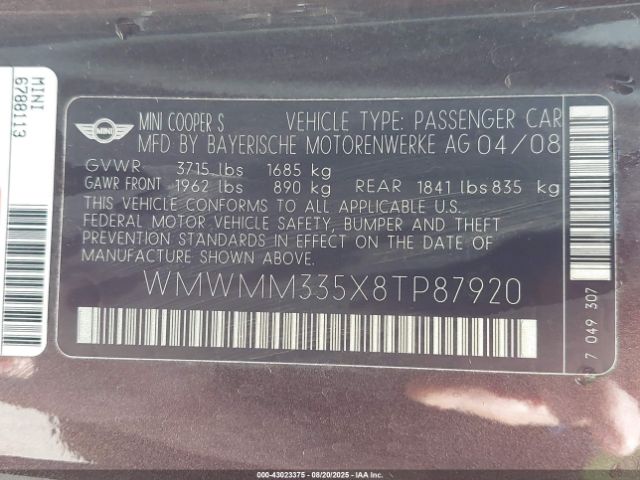 MINI
6788113
MINI
MINI COOPER S VEHICLE TYPE: PASSENGER CAR
MFD BY BAYERISCHE MOTORENWERKE AG 04/08
GVWR 3715 lbs 1685 kg
GAWR FRONT 1962 lbs 890 kg REAR 1841 lbs 835 kg
THIS VEHICLE CONFORMS TO ALL APPLICABLE U.S.
FEDERAL MOTOR VEHICLE SAFETY, BUMPER AND THEFT
PREVENTION STANDARDS IN EFFECT ON THE DATE OF
MANUFACTURE SHOWN ABOVE.
WMWMM335X8TP87920
7 049 307
000-43023375 - 08/20/2025 - IAA Inc.